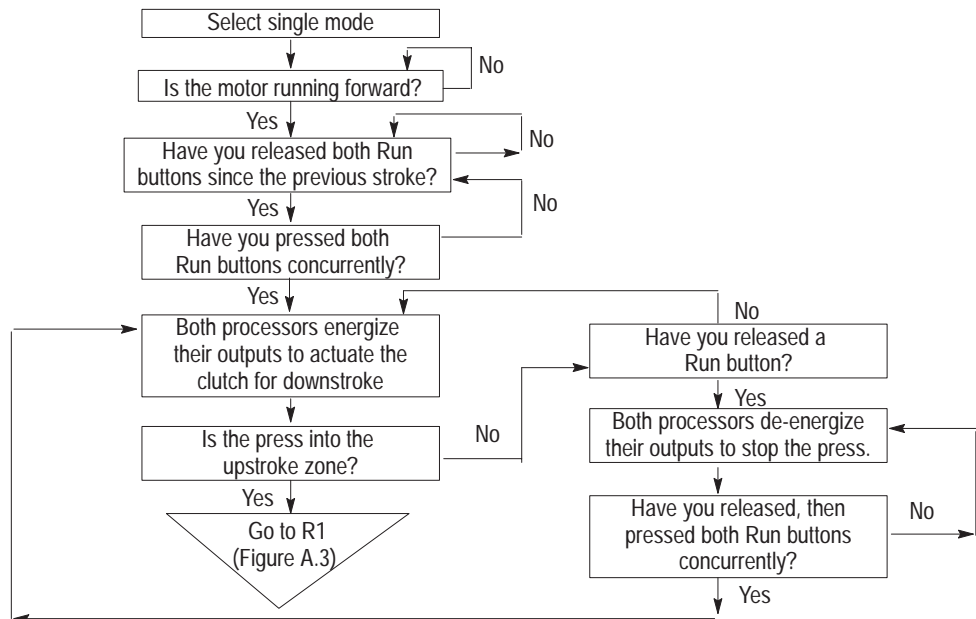 Select single mode
No
Is the motor running forward?
Yes
No
Have you released both Run
buttons since the previous stroke?
Yes
No
Have you pressed both
Run buttons concurrently?
Yes
Both processors energize
their outputs to actuate the
clutch for downstroke
No
Have you released a
Run button?
Yes
Both processors de-energize
their outputs to stop the press.
Is the press into the
upstroke zone?
No
Yes
Go to R1
(Figure A.3)
Have you released, then
pressed both Run buttons
concurrently?
No
Yes